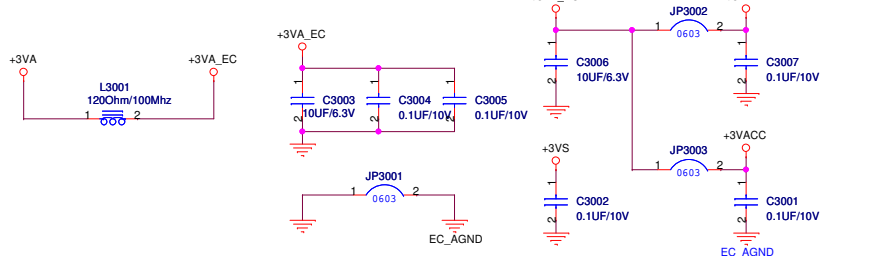 +3VA
+3VA_EC
L3001
120Ohm/100Mhz
1
2
+3VA_EC
1
1
1
C3003
10UF/6.3V
C3004
0.1UF/10V
C3005
0.1UF/10V
2
2
2
JP3001
1
2
0603
EC_AGND
JP3002
1
2
0603
1
C3006
10UF/6.3V
2
1
C3007
0.1UF/10V
2
+3VS
1
C3002
0.1UF/10V
2
JP3003
1
2
0603
+3VACC
1
C3001
0.1UF/10V
2
EC_AGND